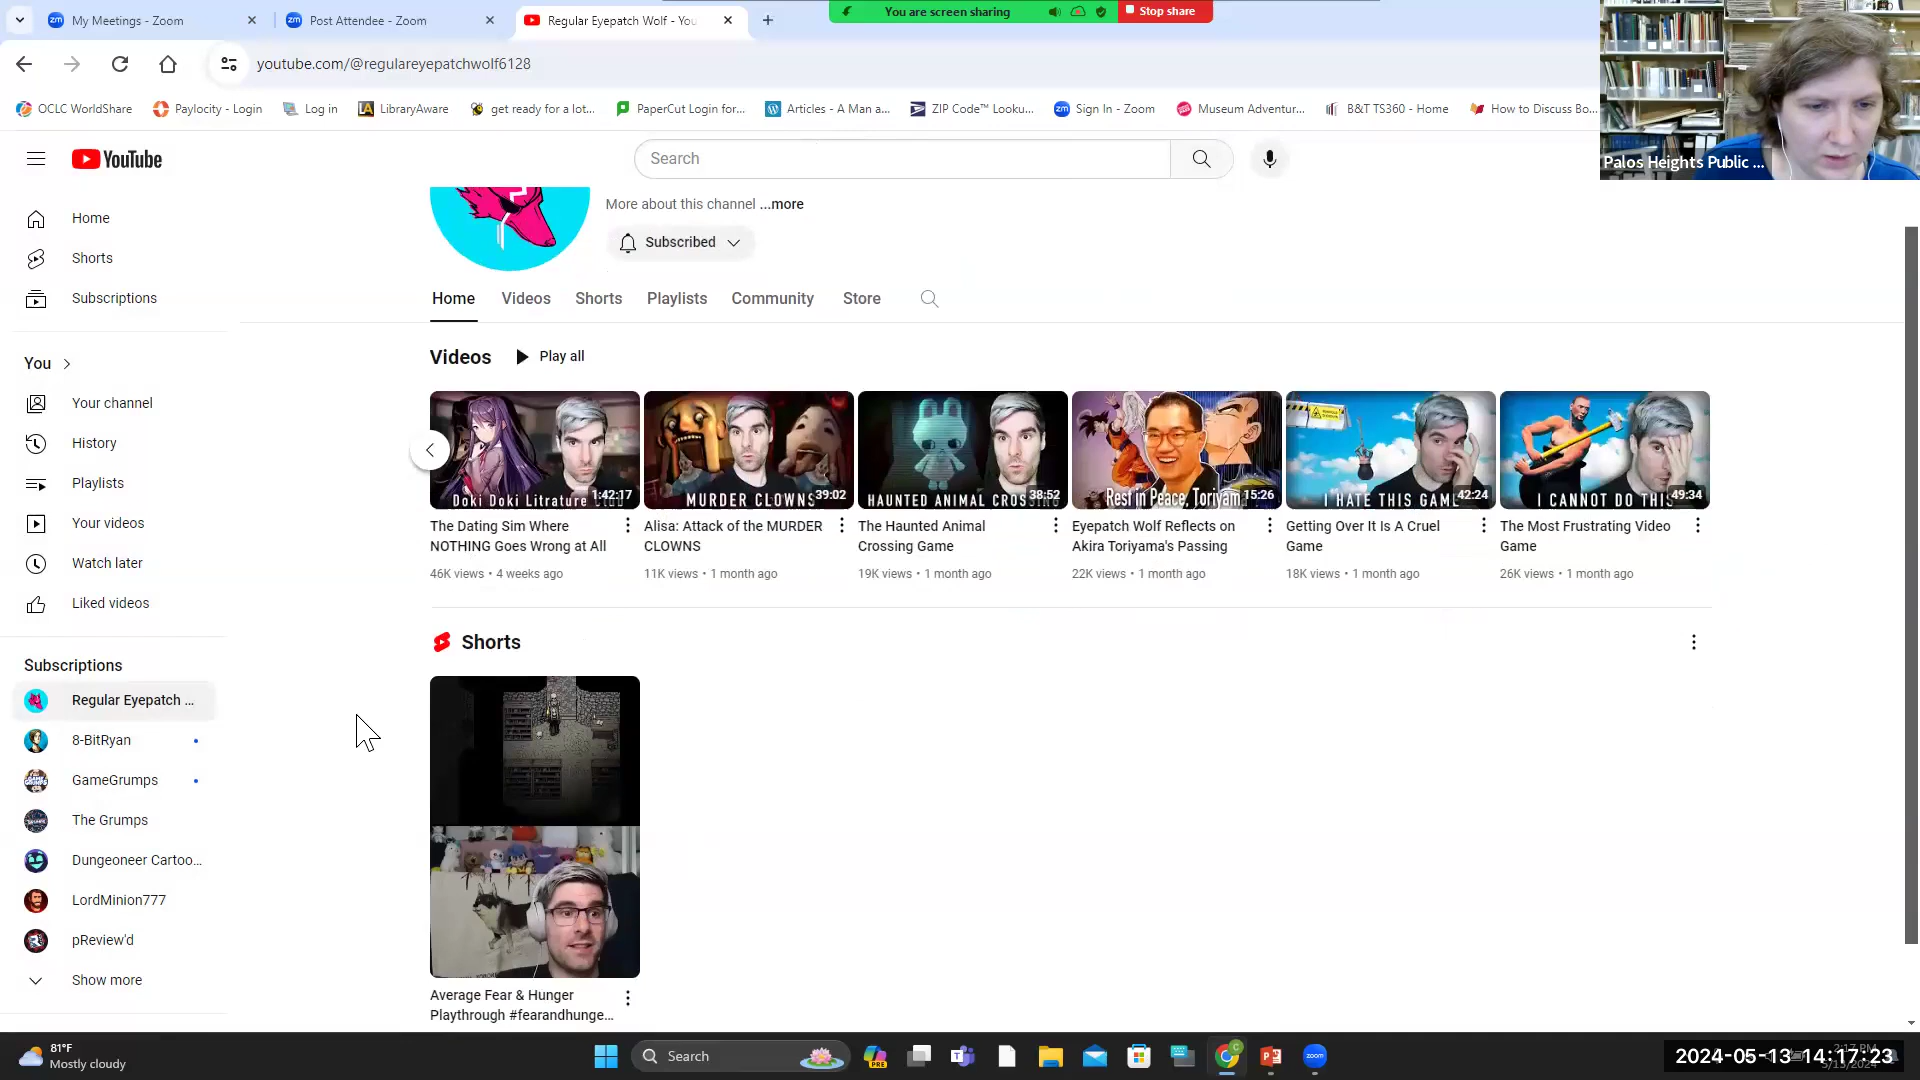 My Meetings - Zoom
Post Attendee - Zoom
Regular Eyepatch Wolf - You
You are screen sharing
Stop share
youtube.com/@regulareyepatchwolf6128
OCLC WorldShare
Paylocity - Login
Log in
LibraryAware
get ready for a lot...
PaperCut Login for...
Articles - A Man a...
ZIP Code™ Looku...
Sign In - Zoom
Museum Adventur...
B&T TS360 - Home
How to Discuss Bo...
Palos Heights Public ...
YouTube
Search
Home
Shorts
Subscriptions
You
Your channel
History
Playlists
Your videos
Watch later
Liked videos
Subscriptions
Regular Eyepatch ...
8-BitRyan
GameGrumps
The Grumps
Dungeoneer Cartoo...
LordMinion777
pReview'd
Show more
More about this channel ...more
Subscribed
Home
Videos
Shorts
Playlists
Community
Store
Videos
Play all
Doki Doki Litrature Club
1:42:17
The Dating Sim Where
NOTHING Goes Wrong at All
46K views • 4 weeks ago
MURDER CLOWNS
39:02
Alisa: Attack of the MURDER
CLOWNS
11K views • 1 month ago
HAUNTED ANIMAL CROSSING
38:52
The Haunted Animal
Crossing Game
19K views • 1 month ago
Rest in Peace, Toriyam
15:26
Eyepatch Wolf Reflects on
Akira Toriyama's Passing
22K views • 1 month ago
I HATE THIS GAME
42:24
Getting Over It Is A Cruel
Game
18K views • 1 month ago
I CANNOT DO THIS
49:34
The Most Frustrating Video
Game
26K views • 1 month ago
Shorts
Average Fear & Hunger
Playthrough #fearandhunge...
81°F
Mostly cloudy
Search
PRE
zoom
2024-05-13 14:17:23